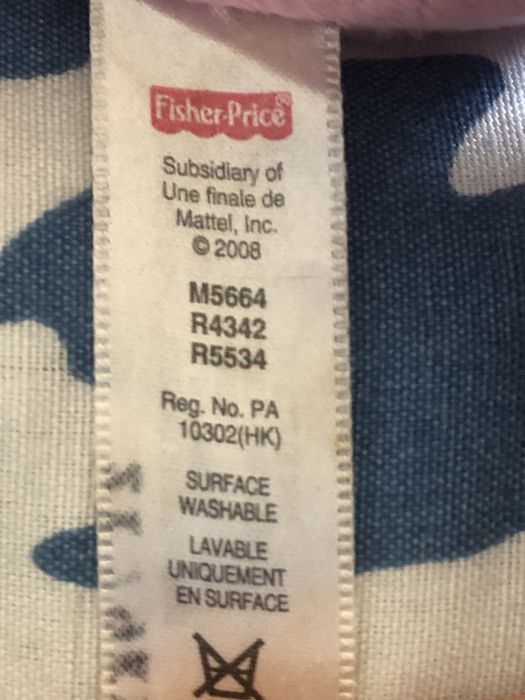 Fisher-Price®
Subsidiary of
Une finale de
Mattel, Inc.
© 2008
M5664
R4342
R5534
Reg. No. PA
10302(HK)
SURFACE
WASHABLE
LAVABLE
UNIQUEMENT
EN SURFACE